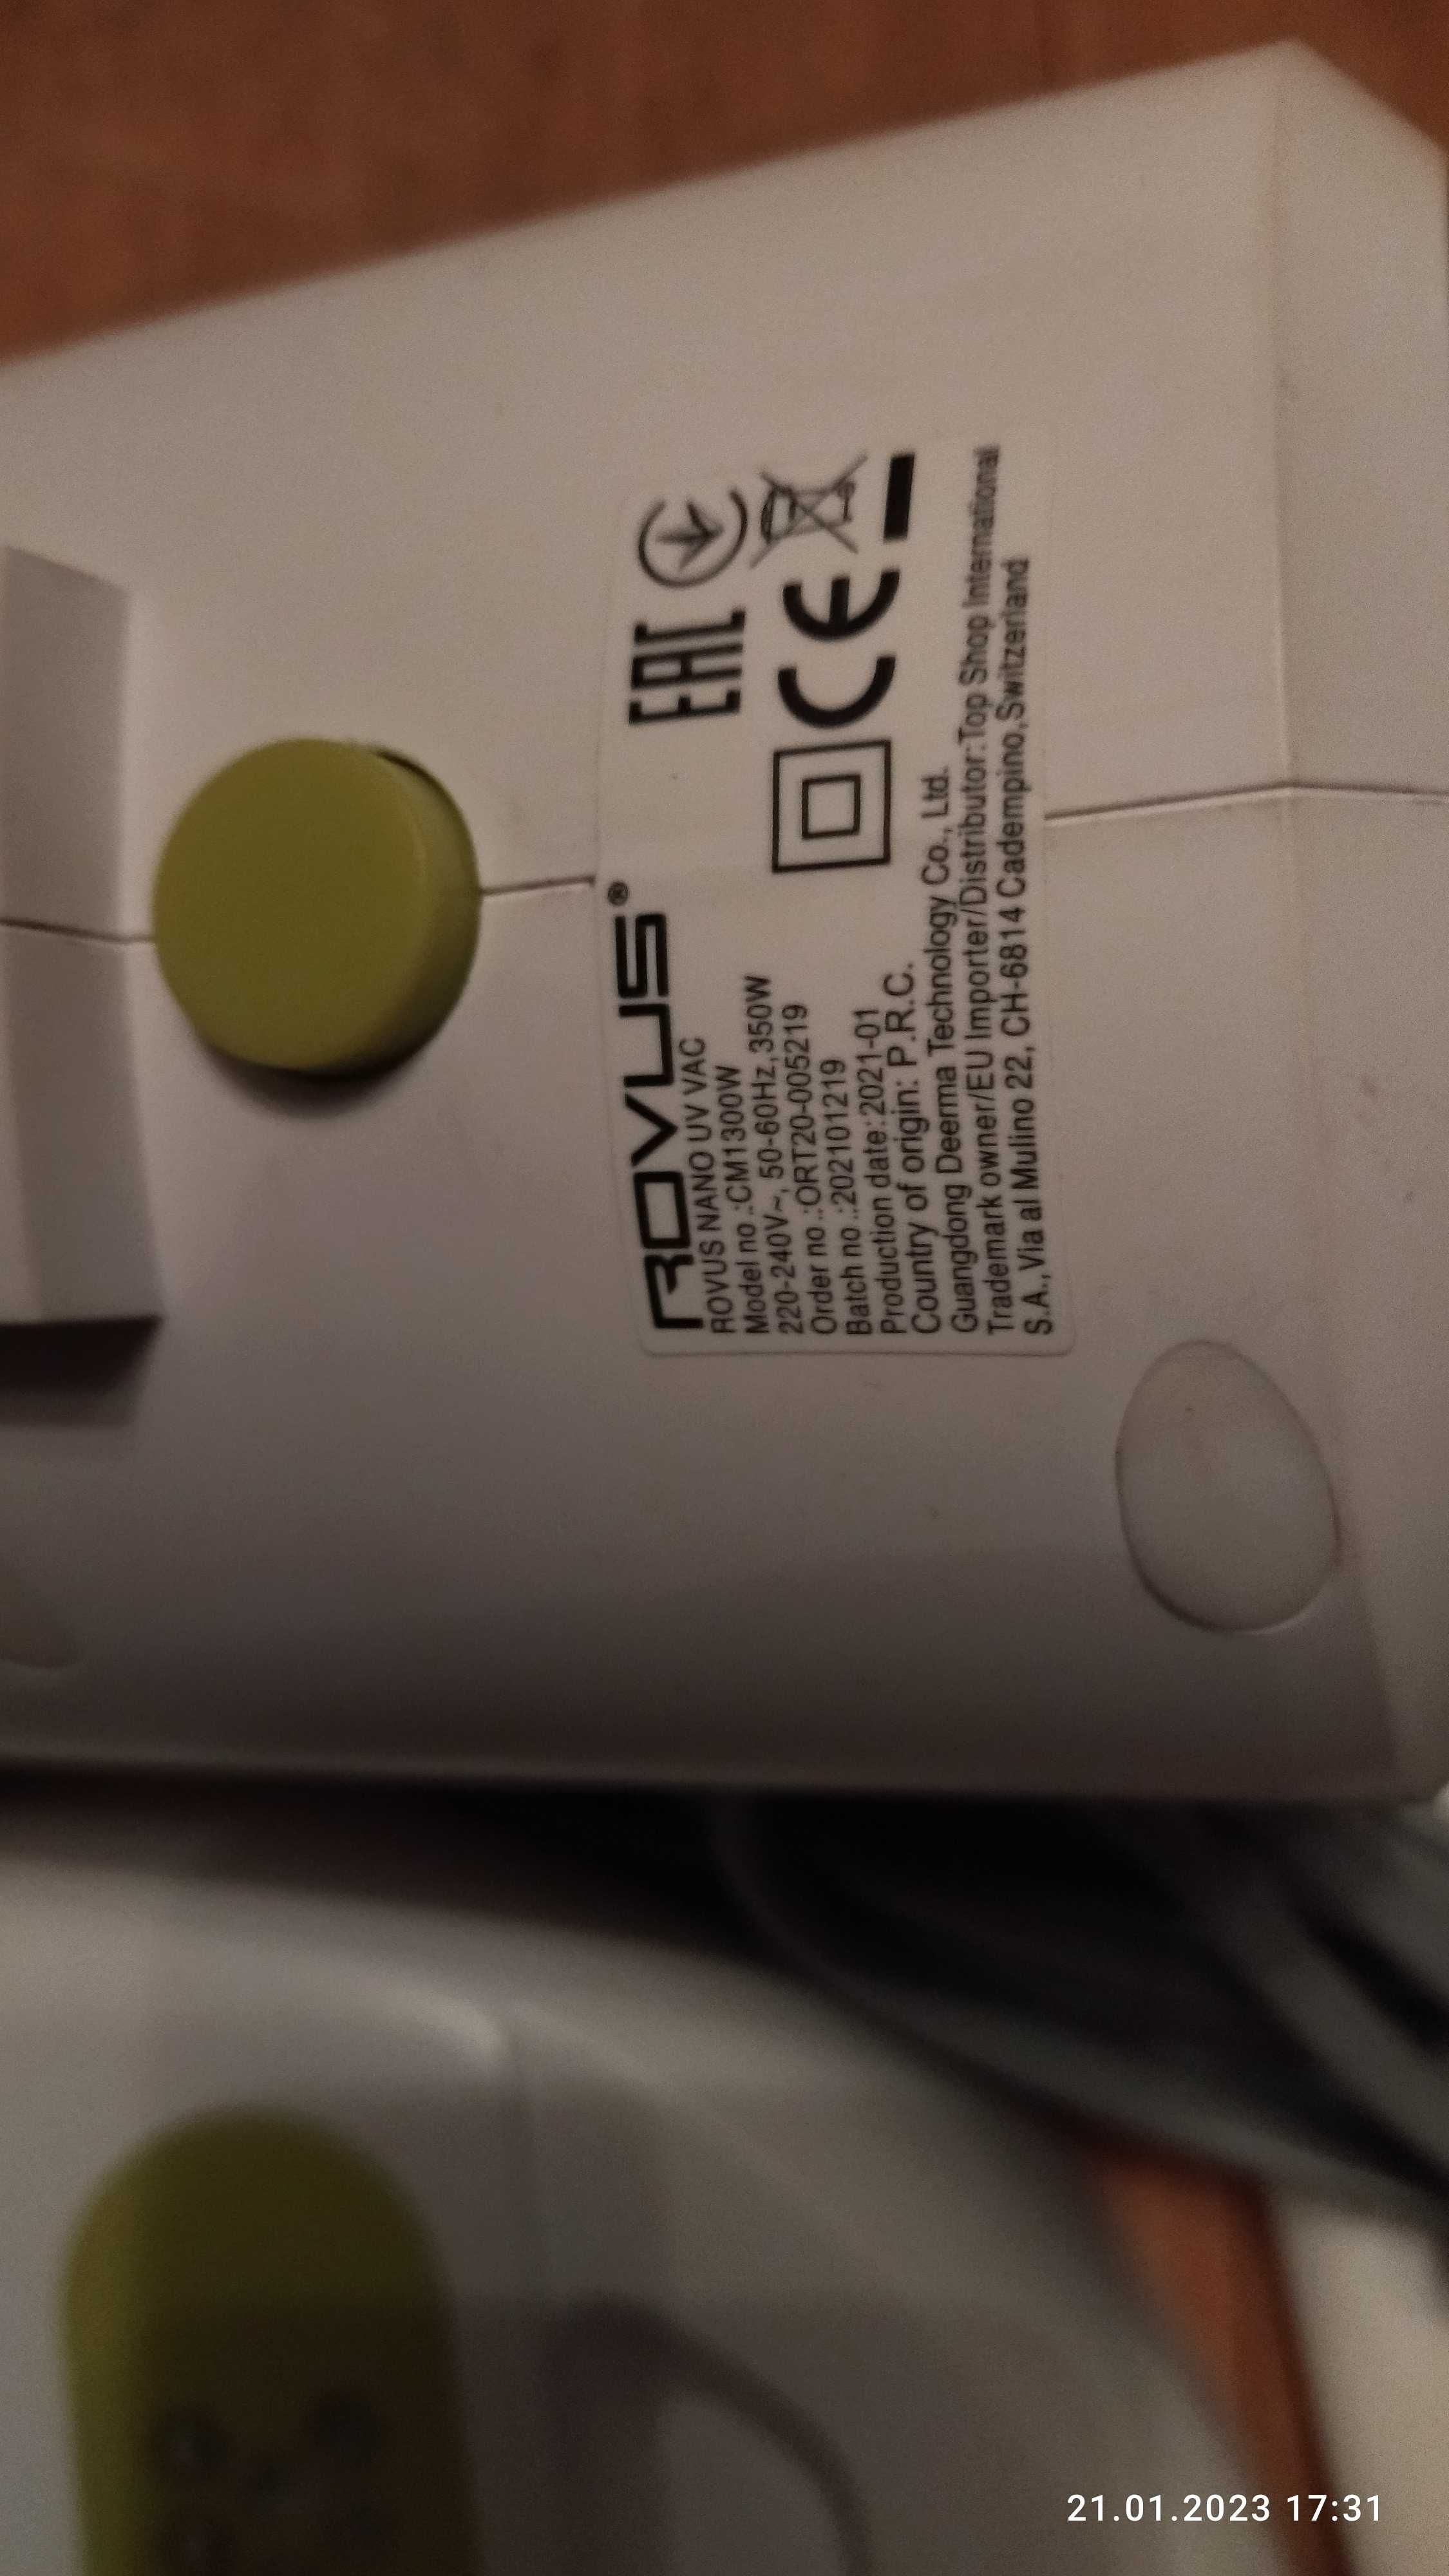 ROVUS®
ROVUS NANO UV VAC
Model no.:CM1300W
220-240V~, 50-60Hz,350W
Order no.:ORT20-005219
Batch no.:202101219
Production date:2021-01
Country of origin: P.R.C.
Guangdong Deerma Technology Co., Ltd.
Trademark owner/EU Importer/Distributor:Top Shop International
S.A., Via al Mulino 22, CH-6814 Cadempino,Switzerland
EAC
CE
21.01.2023 17:31